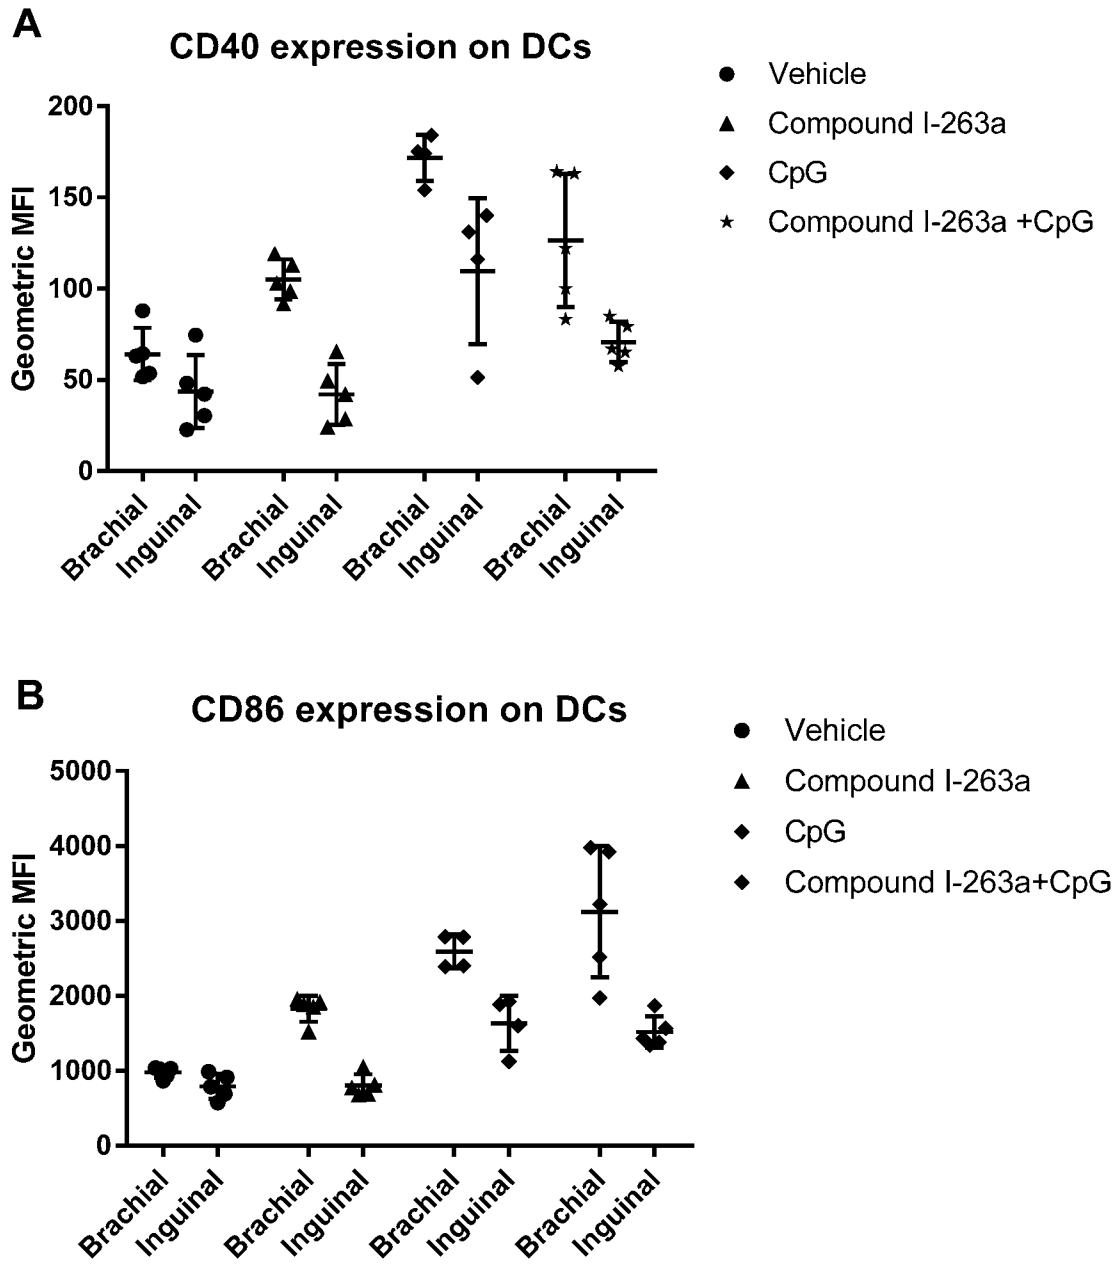 A
CD40 expression on DCs
Vehicle
Compound I-263a
CpG
Compound I-263a +CpG
Geometric MFI
200
150
100
50
0
Brachial
Inguinal
Brachial
Inguinal
Brachial
Inguinal
Brachial
Inguinal
B
CD86 expression on DCs
Vehicle
Compound I-263a
CpG
Compound I-263a+CpG
Geometric MFI
5000
4000
3000
2000
1000
0
Brachial
Inguinal
Brachial
Inguinal
Brachial
Inguinal
Brachial
Inguinal